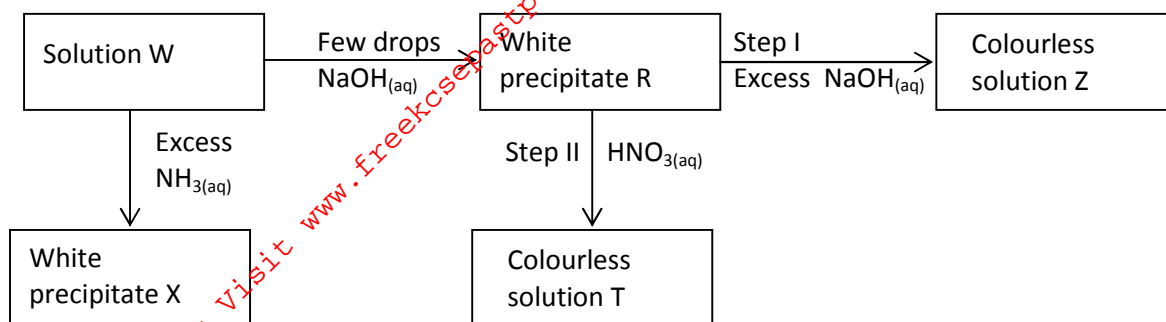 Solution W
Few drops
NaOH(aq)
White
precipitate R
Step I
Excess NaOH(aq)
Colourless
solution Z
Excess
NH3(aq)
Step II HNO3(aq)
White
precipitate X
Colourless
solution T
Visit www.freekcsepastp